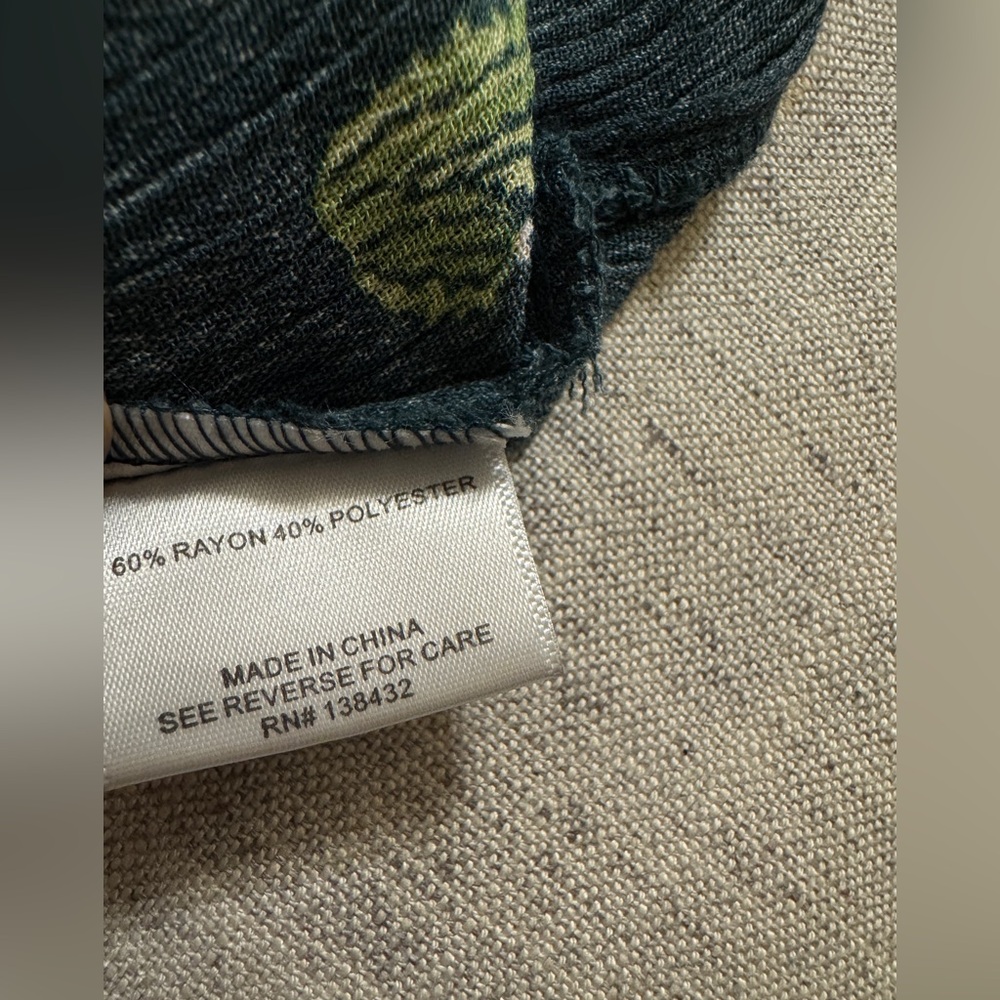 60% RAYON 40% POLYESTER
MADE IN CHINA
SEE REVERSE FOR CARE
RN# 138432